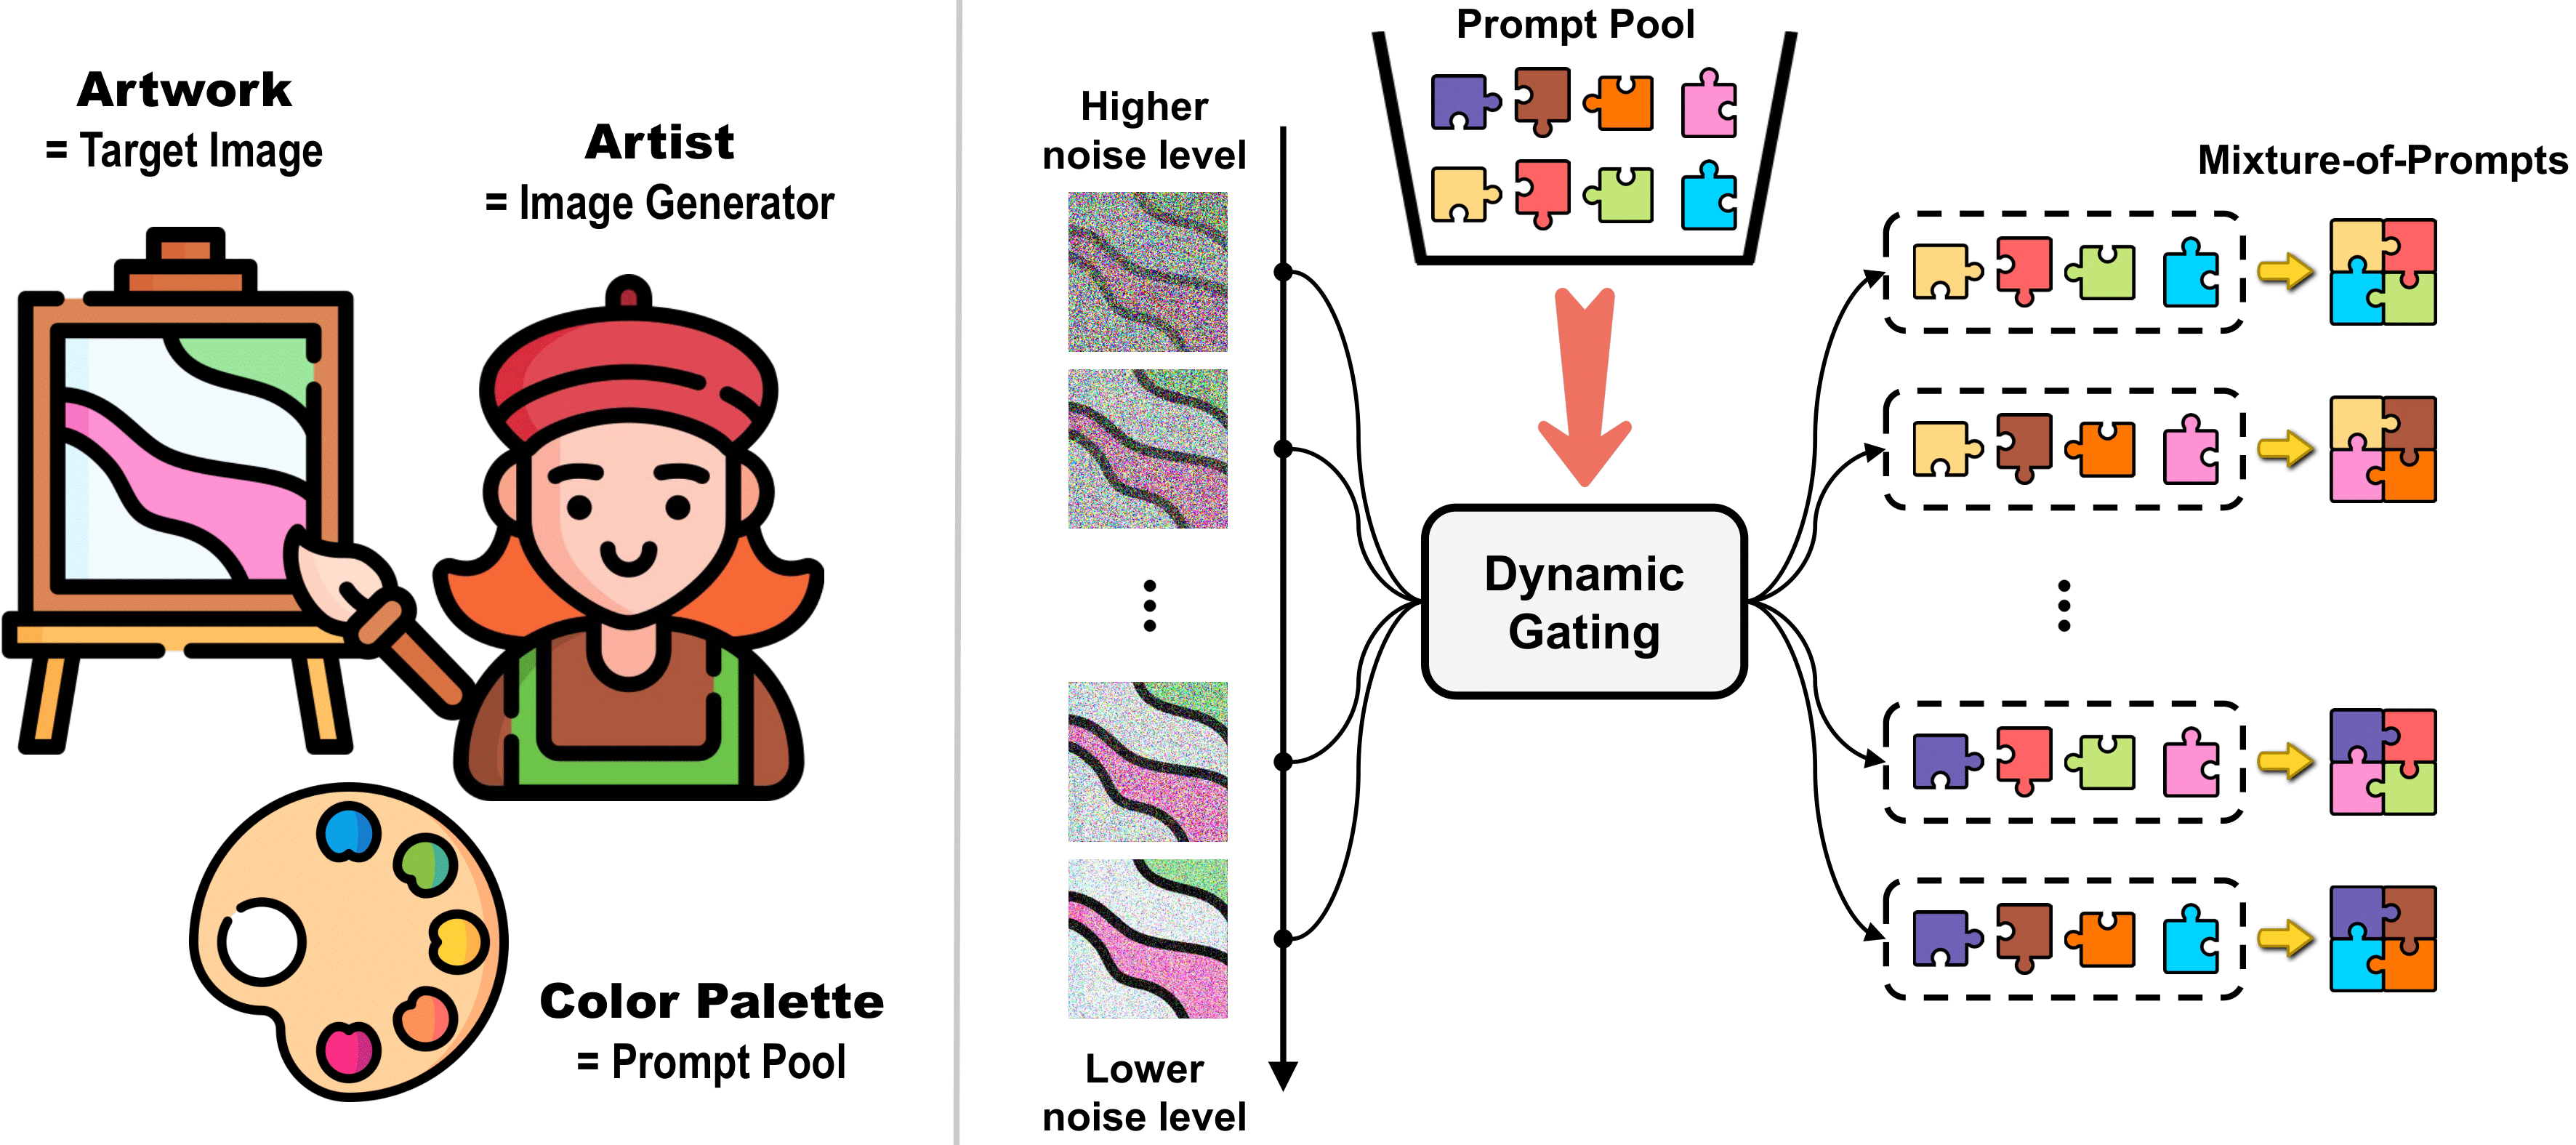 Artwork
= Target Image
Artist
= Image Generator
Color Palette
= Prompt Pool
Prompt Pool
Higher
noise level
Mixture-of-Prompts
Dynamic
Gating
Lower
noise level